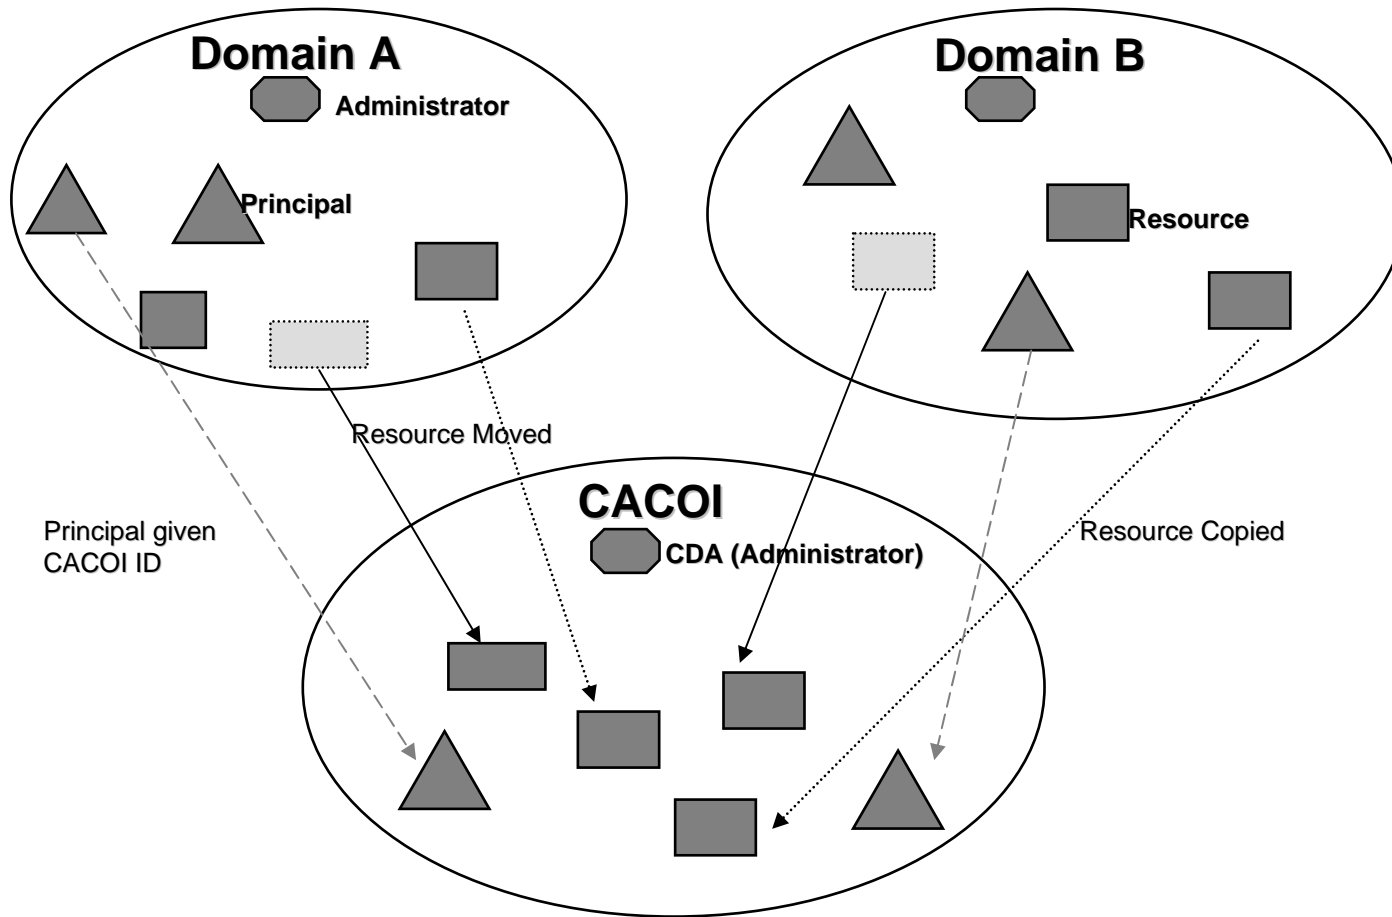 Domain A
Domain B
Administrator
Principal
Resource
Resource Moved
CACOI
Principal given
CACOI ID
Resource Copied
CDA (Administrator)